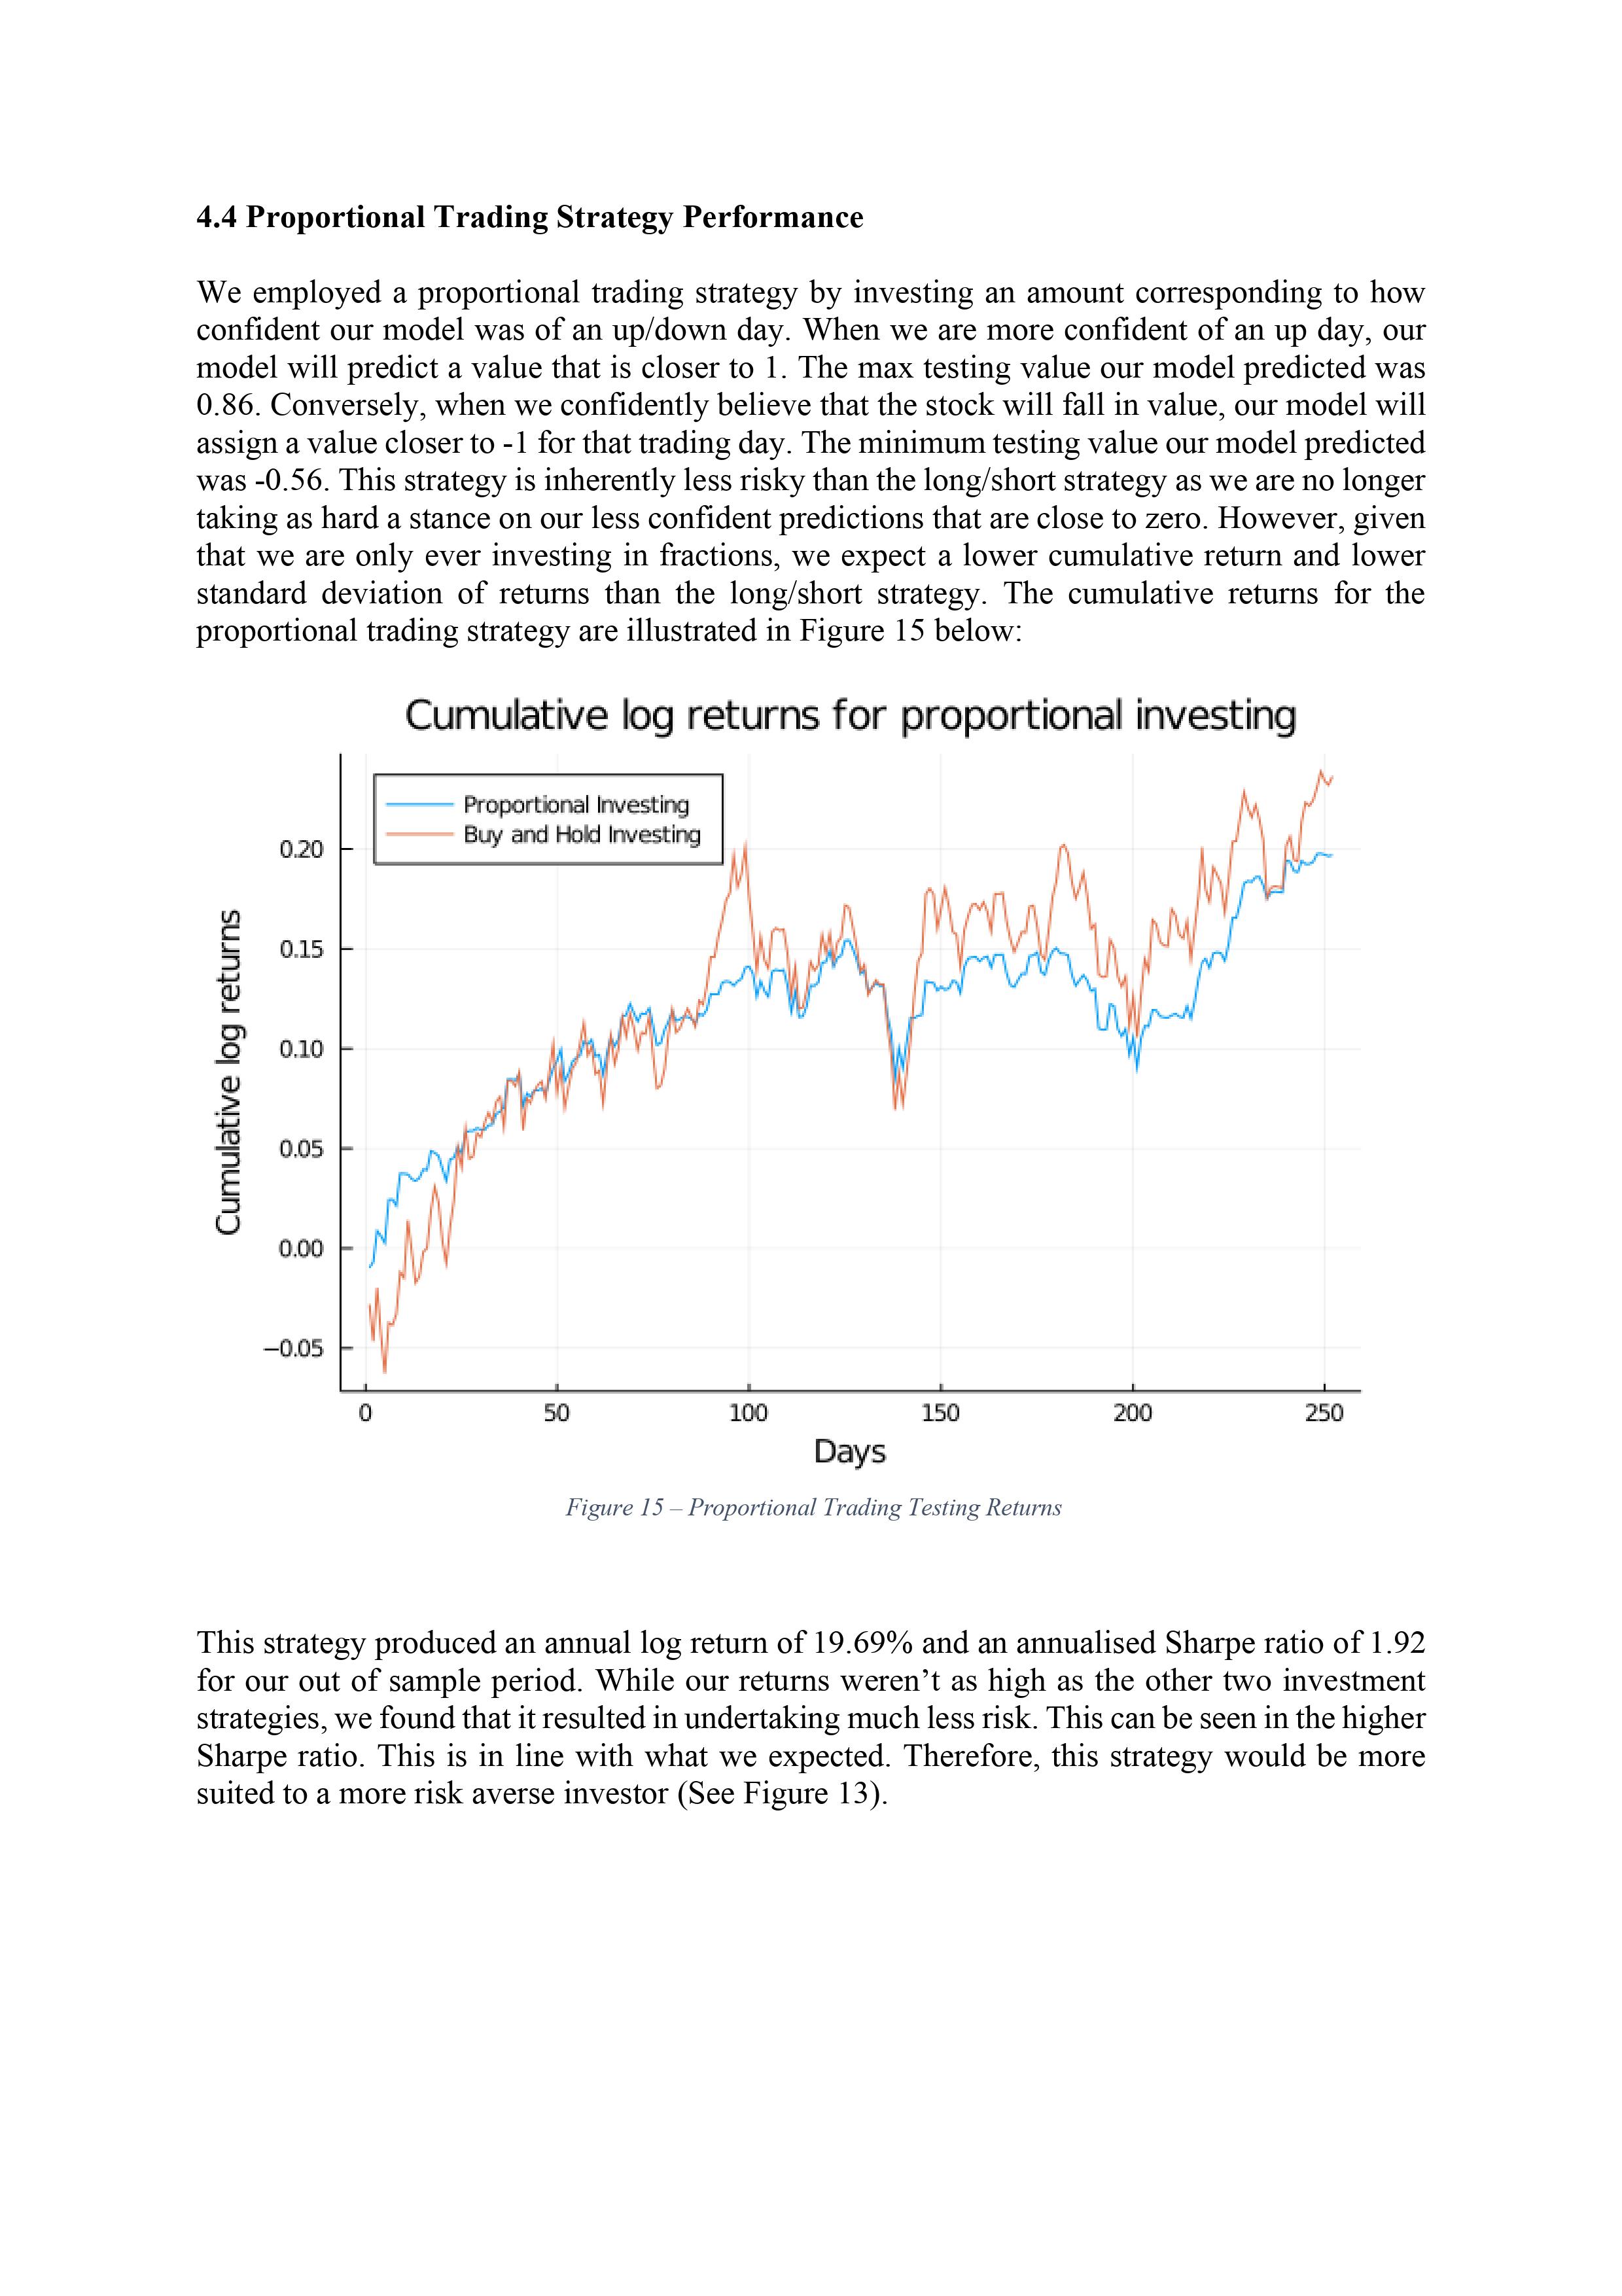 4.4 Proportional Trading Strategy Performance
We employed a proportional trading strategy by investing an amount corresponding to how
confident our model was of an up/down day. When we are more confident of an up day, our
model will predict a value that is closer to 1. The max testing value our model predicted was
0.86. Conversely, when we confidently believe that the stock will fall in value, our model will
assign a value closer to -1 for that trading day. The minimum testing value our model predicted
was -0.56. This strategy is inherently less risky than the long/short strategy as we are no longer
taking as hard a stance on our less confident predictions that are close to zero. However, given
that we are only ever investing in fractions, we expect a lower cumulative return and lower
standard deviation of returns than the long/short strategy. The cumulative returns for the
proportional trading strategy are illustrated in Figure 15 below:
Cumulative log returns for proportional investing
Proportional Investing
Buy and Hold Investing
Cumulative log returns
0.20
0.15
0.10
0.05
0.00
−0.05
0 50 100 150 200 250
Days
Figure 15 – Proportional Trading Testing Returns
This strategy produced an annual log return of 19.69% and an annualised Sharpe ratio of 1.92
for our out of sample period. While our returns weren’t as high as the other two investment
strategies, we found that it resulted in undertaking much less risk. This can be seen in the higher
Sharpe ratio. This is in line with what we expected. Therefore, this strategy would be more
suited to a more risk averse investor (See Figure 13).